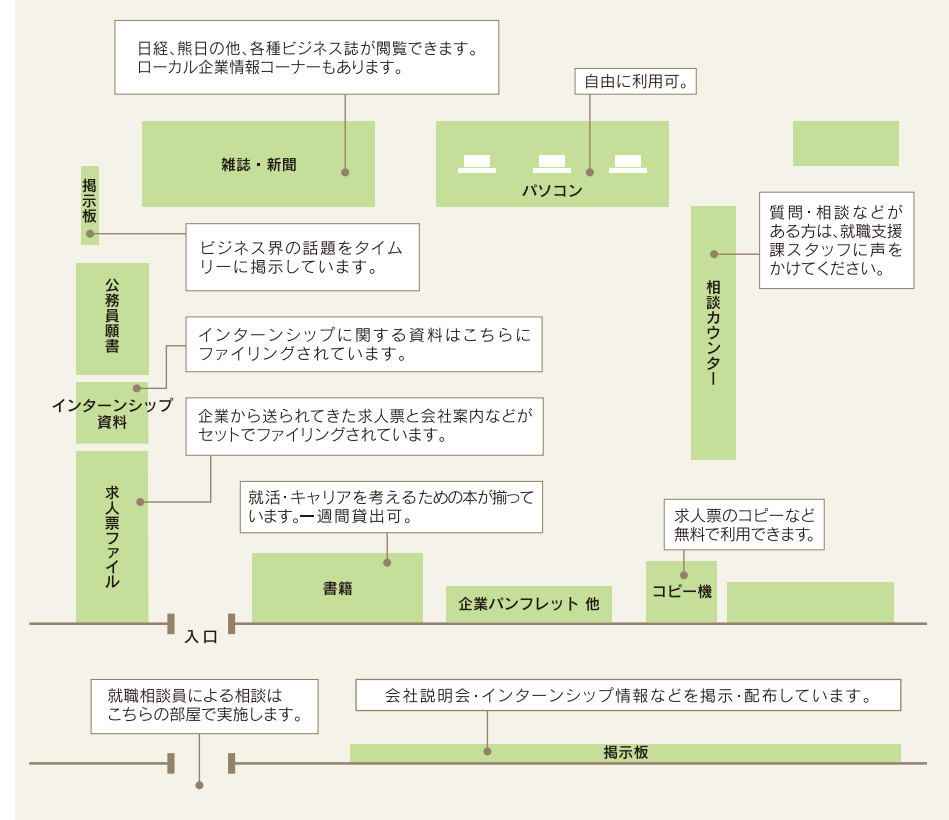 日経、熊日の他、各種ビジネス誌が閲覧できます。
ローカル企業情報コーナーもあります。
自由に利用可。
雑誌・新聞
パソコン
掲示板
質問・相談などが
ある方は、就職支援
課スタッフに声を
かけてください。
ビジネス界の話題をタイム
リーに掲示しています。
相談カウンター
公務員願書
インターンシップに関する資料はこちらに
ファイリングされています。
インターンシップ
資料
企業から送られてきた求人票と会社案内などが
セットでファイリングされています。
求人票ファイル
就活・キャリアを考えるための本が揃って
います。一週間貸出可。
求人票のコピーなど
無料で利用できます。
書籍
企業パンフレット 他
コピー機
入口
就職相談員による相談は
こちらの部屋で実施します。
会社説明会・インターンシップ情報などを掲示・配布しています。
掲示板